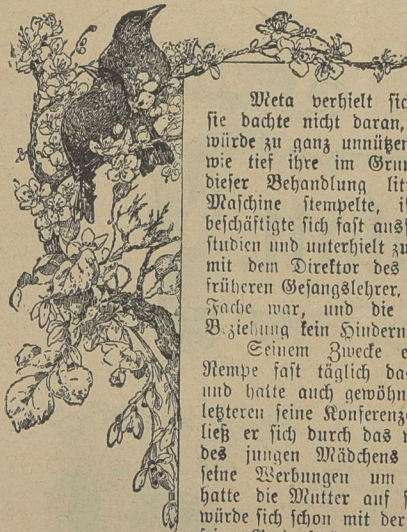 Meta verhielt sic
sie dachte nicht daran,
würde zu ganz unnützen
wie tief ihre im Grun
dieser Behandlung lit
Maschine stempelte, i
beschäftigte sich fast aus
studien und unterhielt zu
mit dem Direktor des
früheren Gesangslehrer,
Fache war, und die
Beziehung kein Hindern
Seinem Zwecke e
Rempe fast täglich da
und hatte auch gewöhn
letzteren seine Konferenz
ließ er sich durch das
des jungen Mädchens
seine Werbungen um
hatte die Mutter auf s
würde sich schon mit der